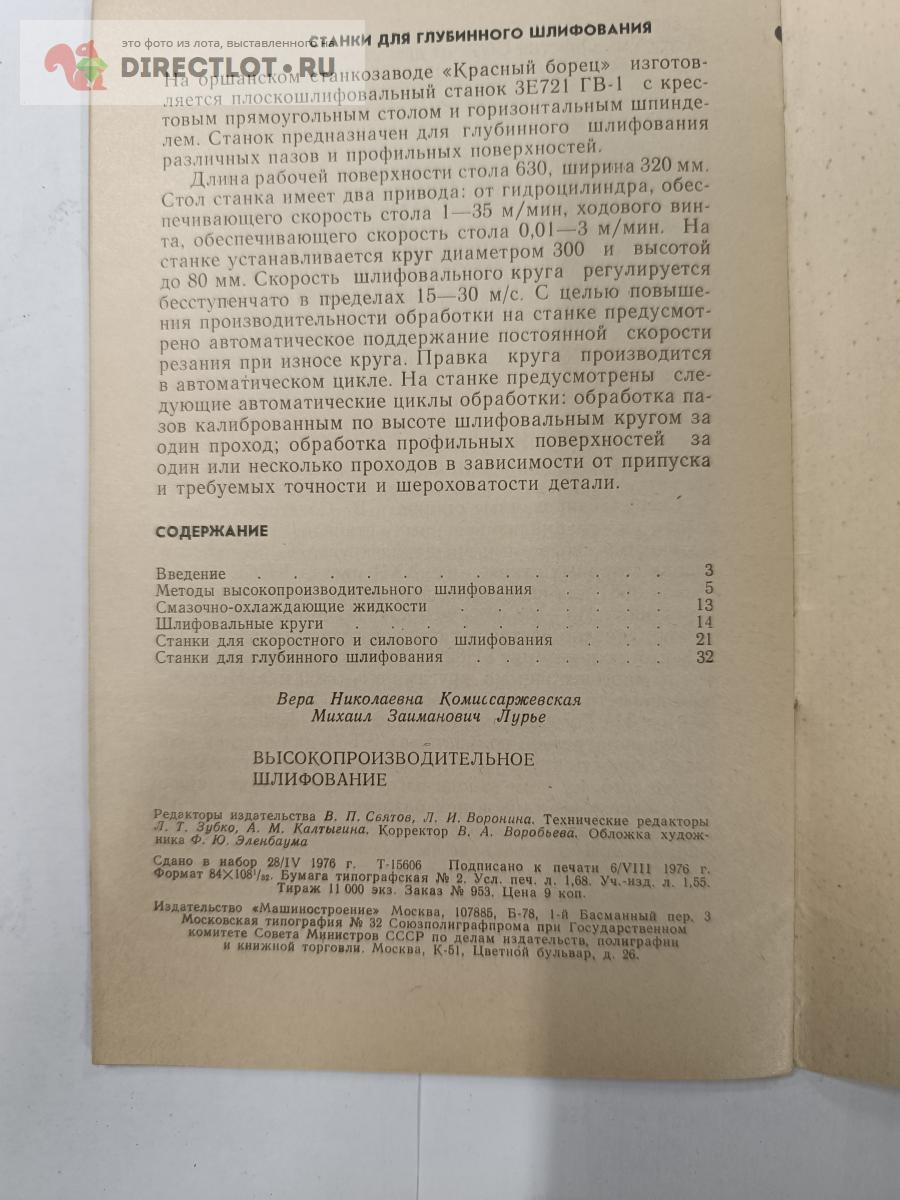 это фото из лота, выставленного на
DIRECTLOT.RU
СТАНКИ ДЛЯ ГЛУБИННОГО ШЛИФОВАНИЯ
На оршанском станкозаводе «Красный борец» изготов-
ляется плоскошлифовальный станок 3Е721 ГВ-1 с крес-
товым прямоугольным столом и горизонтальным шпинде-
лем. Станок предназначен для глубинного шлифования
различных пазов и профильных поверхностей.
Длина рабочей поверхности стола 630, ширина 320 мм.
Стол станка имеет два привода: от гидроцилиндра, обес-
печивающего скорость стола 1—35 м/мин, ходового вин-
та, обеспечивающего скорость стола 0,01—3 м/мин. На
станке устанавливается круг диаметром 300 и высотой
до 80 мм. Скорость шлифовального круга регулируется
бесступенчато в пределах 15—30 м/с. С целью повыше-
ния производительности обработки на станке предусмот-
рено автоматическое поддержание постоянной скорости
резания при износе круга. Правка круга производится
в автоматическом цикле. На станке предусмотрены сле-
дующие автоматические циклы обработки: обработка па-
зов калиброванным по высоте шлифовальным кругом за
один проход; обработка профильных поверхностей за
один или несколько проходов в зависимости от припуска
и требуемых точности и шероховатости детали.
СОДЕРЖАНИЕ
Введение . . . . . . . . . . . . 3
Методы высокопроизводительного шлифования . . . . 5
Смазочно-охлаждающие жидкости . . . . . . . 13
Шлифовальные круги . . . . . . . . . . 14
Станки для скоростного и силового шлифования . . . 21
Станки для глубинного шлифования . . . . . . . 32
Вера Николаевна Комиссаржевская
Михаил Заиманович Лурье
ВЫСОКОПРОИЗВОДИТЕЛЬНОЕ
ШЛИФОВАНИЕ
Редакторы издательства В. П. Святов, Л. И. Воронина. Технические редакторы
Л. Т. Зубко, А. М. Калтыгина. Корректор В. А. Воробьева. Обложка худож-
ника Ф. Ю. Эленбаума
Сдано в набор 28/IV 1976 г. Т-15606 Подписано к печати 6/VIII 1976 г.
Формат 84×108¹/₃₂. Бумага типографская № 2. Усл. печ. л. 1,68. Уч.-изд. л. 1,55.
Тираж 11 000 экз. Заказ № 953. Цена 9 коп.
Издательство «Машиностроение» Москва, 107885, Б-78, 1-й Басманный пер. 3
Московская типография № 32 Союзполиграфпрома при Государственном
комитете Совета Министров СССР по делам издательств, полиграфии
и книжной торговли. Москва, К-51, Цветной бульвар, д. 26.